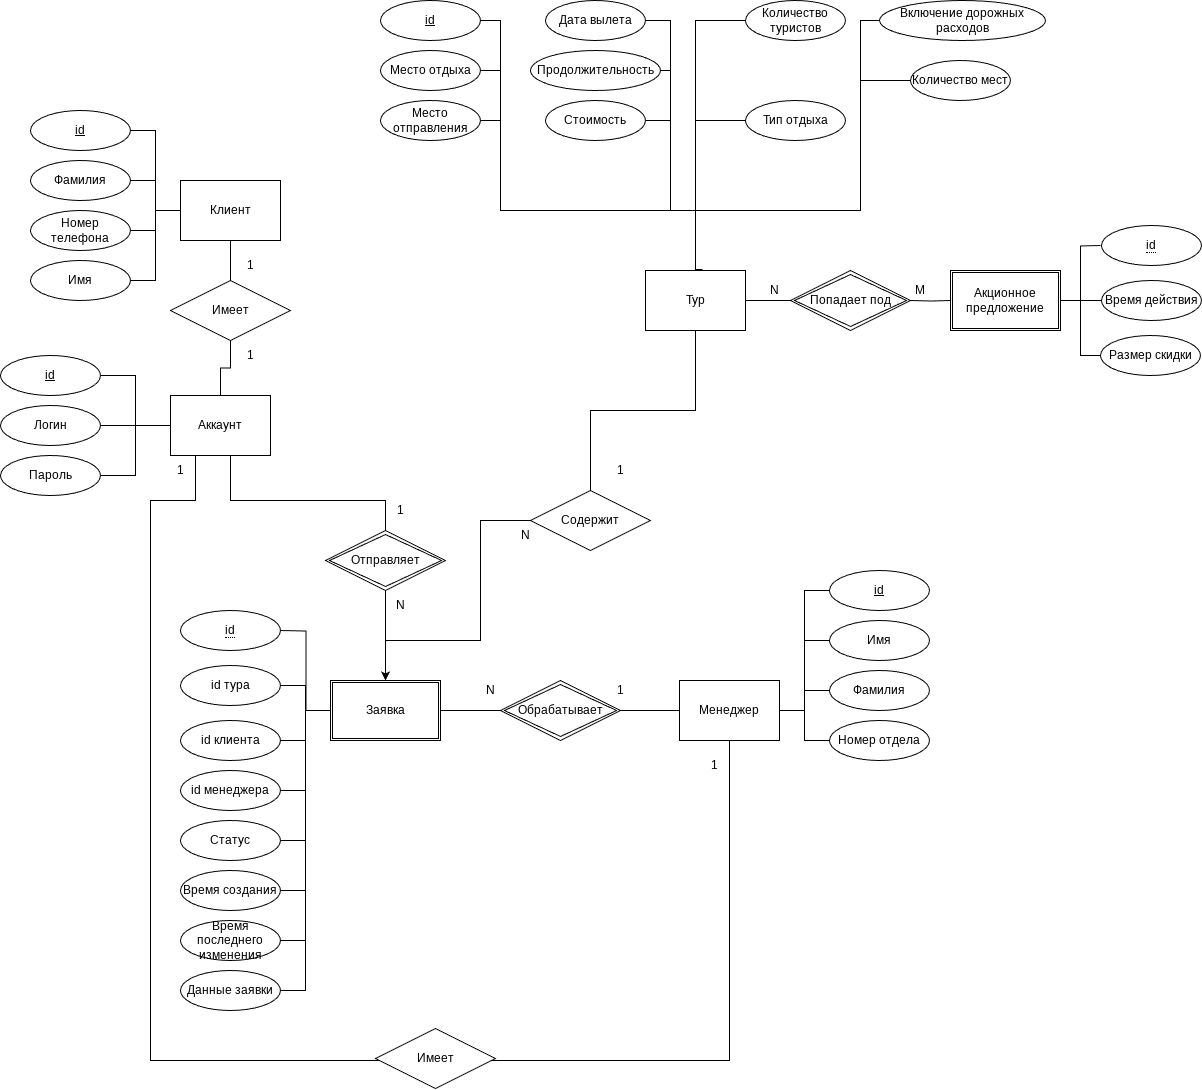 id
Дата вылета
Количество
туристов
Включение дорожных
расходов
Место отдыха
Продолжительность
Количество мест
Место
отправления
Стоимость
Тип отдыха
id
Фамилия
Номер
телефона
Имя
Клиент
1
Имеет
1
id
Логин
Пароль
Аккаунт
1
Тур
N
Попадает под
M
Акционное
предложение
id
Время действия
Размер скидки
1
Содержит
N
1
Отправляет
N
id
id тура
id клиента
id менеджера
Статус
Время создания
Время
последнего
изменения
Данные заявки
Заявка
N
Обрабатывает
1
Менеджер
1
id
Имя
Фамилия
Номер отдела
Имеет